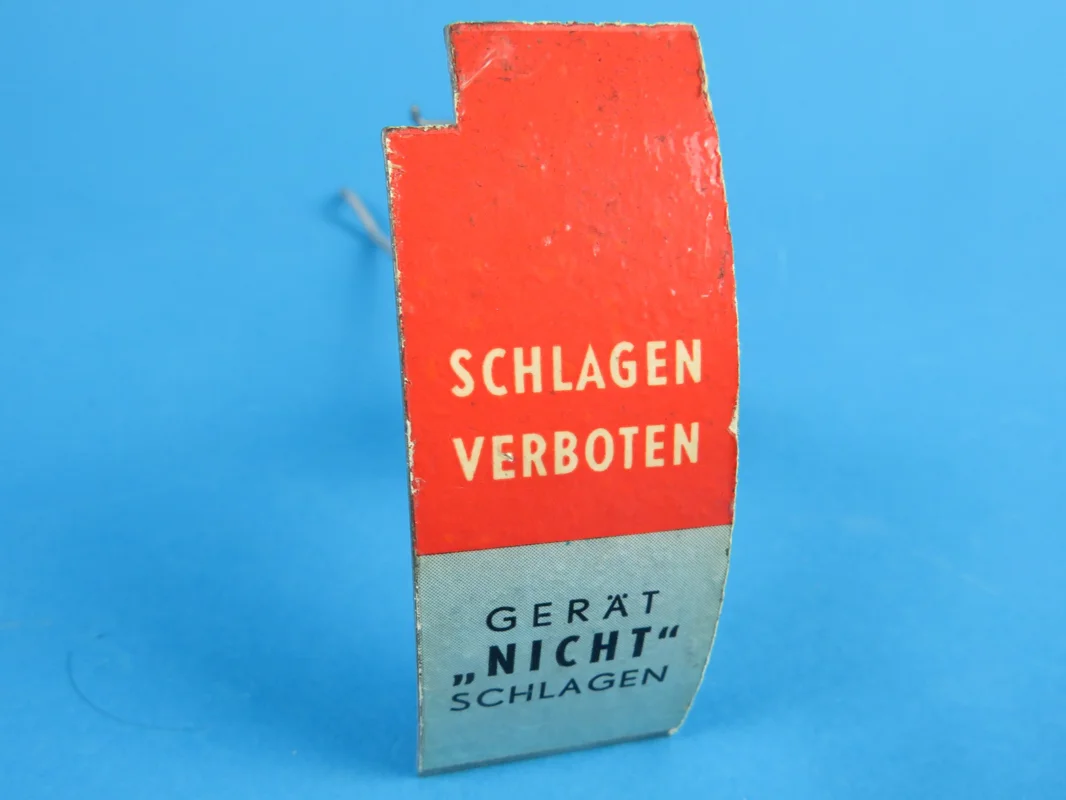 SCHLAGEN
VERBOTEN
GERÄT
„NICHT“
SCHLAGEN